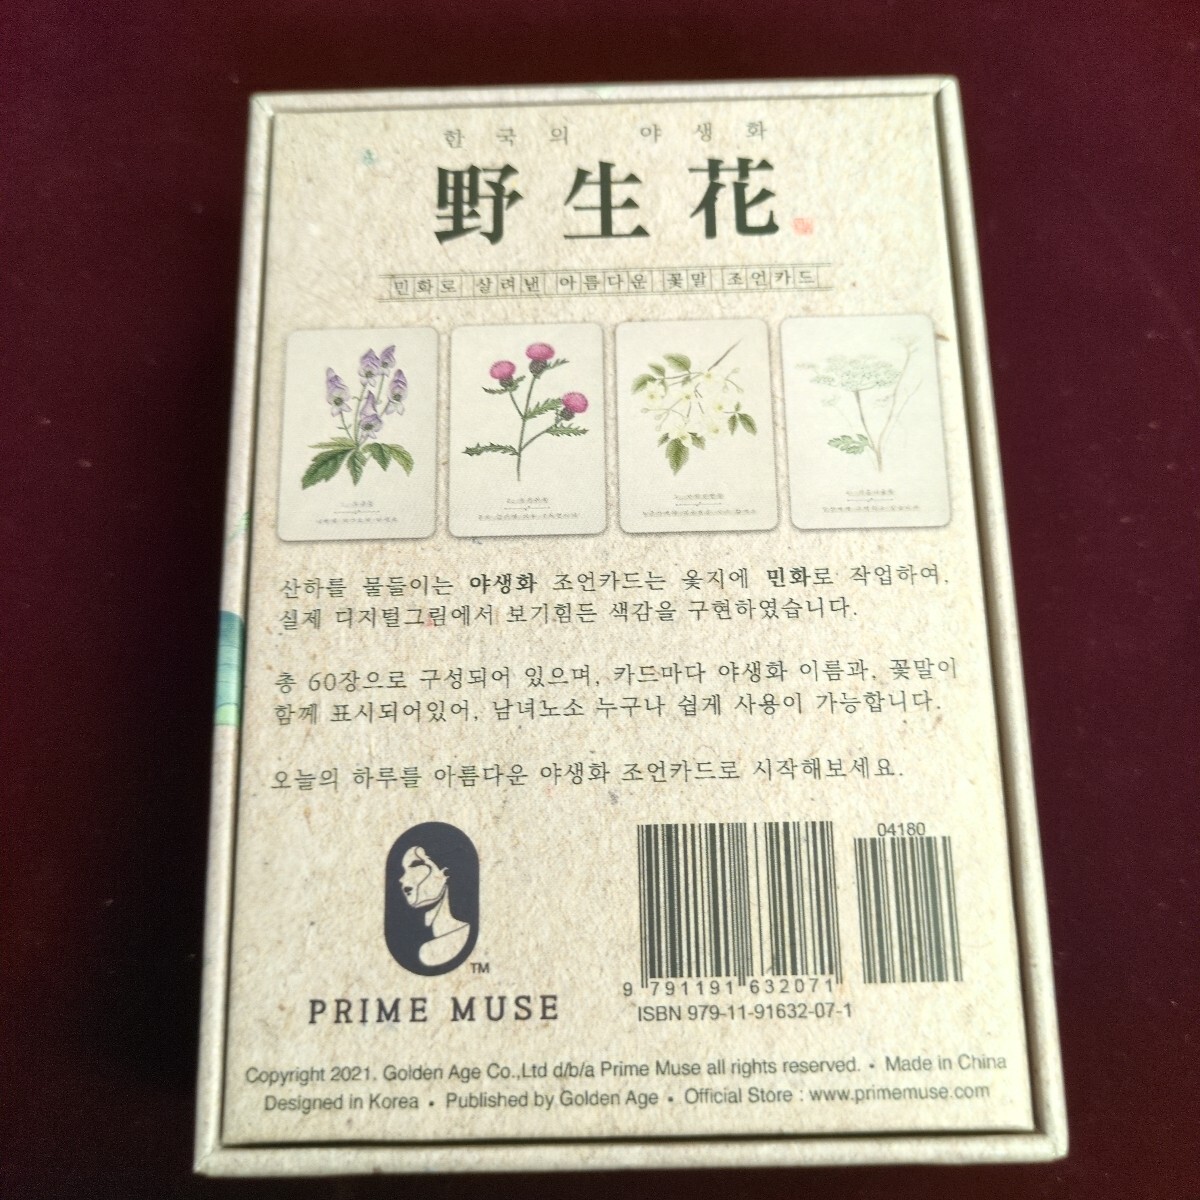 한국의 야생화
野生花
민화로 살려낸 아름다운 꽃말 조언카드
산하를 물들이는 야생화 조언카드는 옻지에 민화로 작업하여,
실제 디지털그림에서 보기힘든 색감을 구현하였습니다.
총 60장으로 구성되어 있으며, 카드마다 야생화 이름과, 꽃말이
함께 표시되어있어, 남녀노소 누구나 쉽게 사용이 가능합니다.
오늘의 하루를 아름다운 야생화 조언카드로 시작해보세요.
TM
PRIME MUSE
04180
9 791191 632071
ISBN 979-11-91632-07-1
Copyright 2021. Golden Age Co.,Ltd d/b/a Prime Muse all rights reserved. • Made in China
Designed in Korea • Published by Golden Age • Official Store : www.primemuse.com